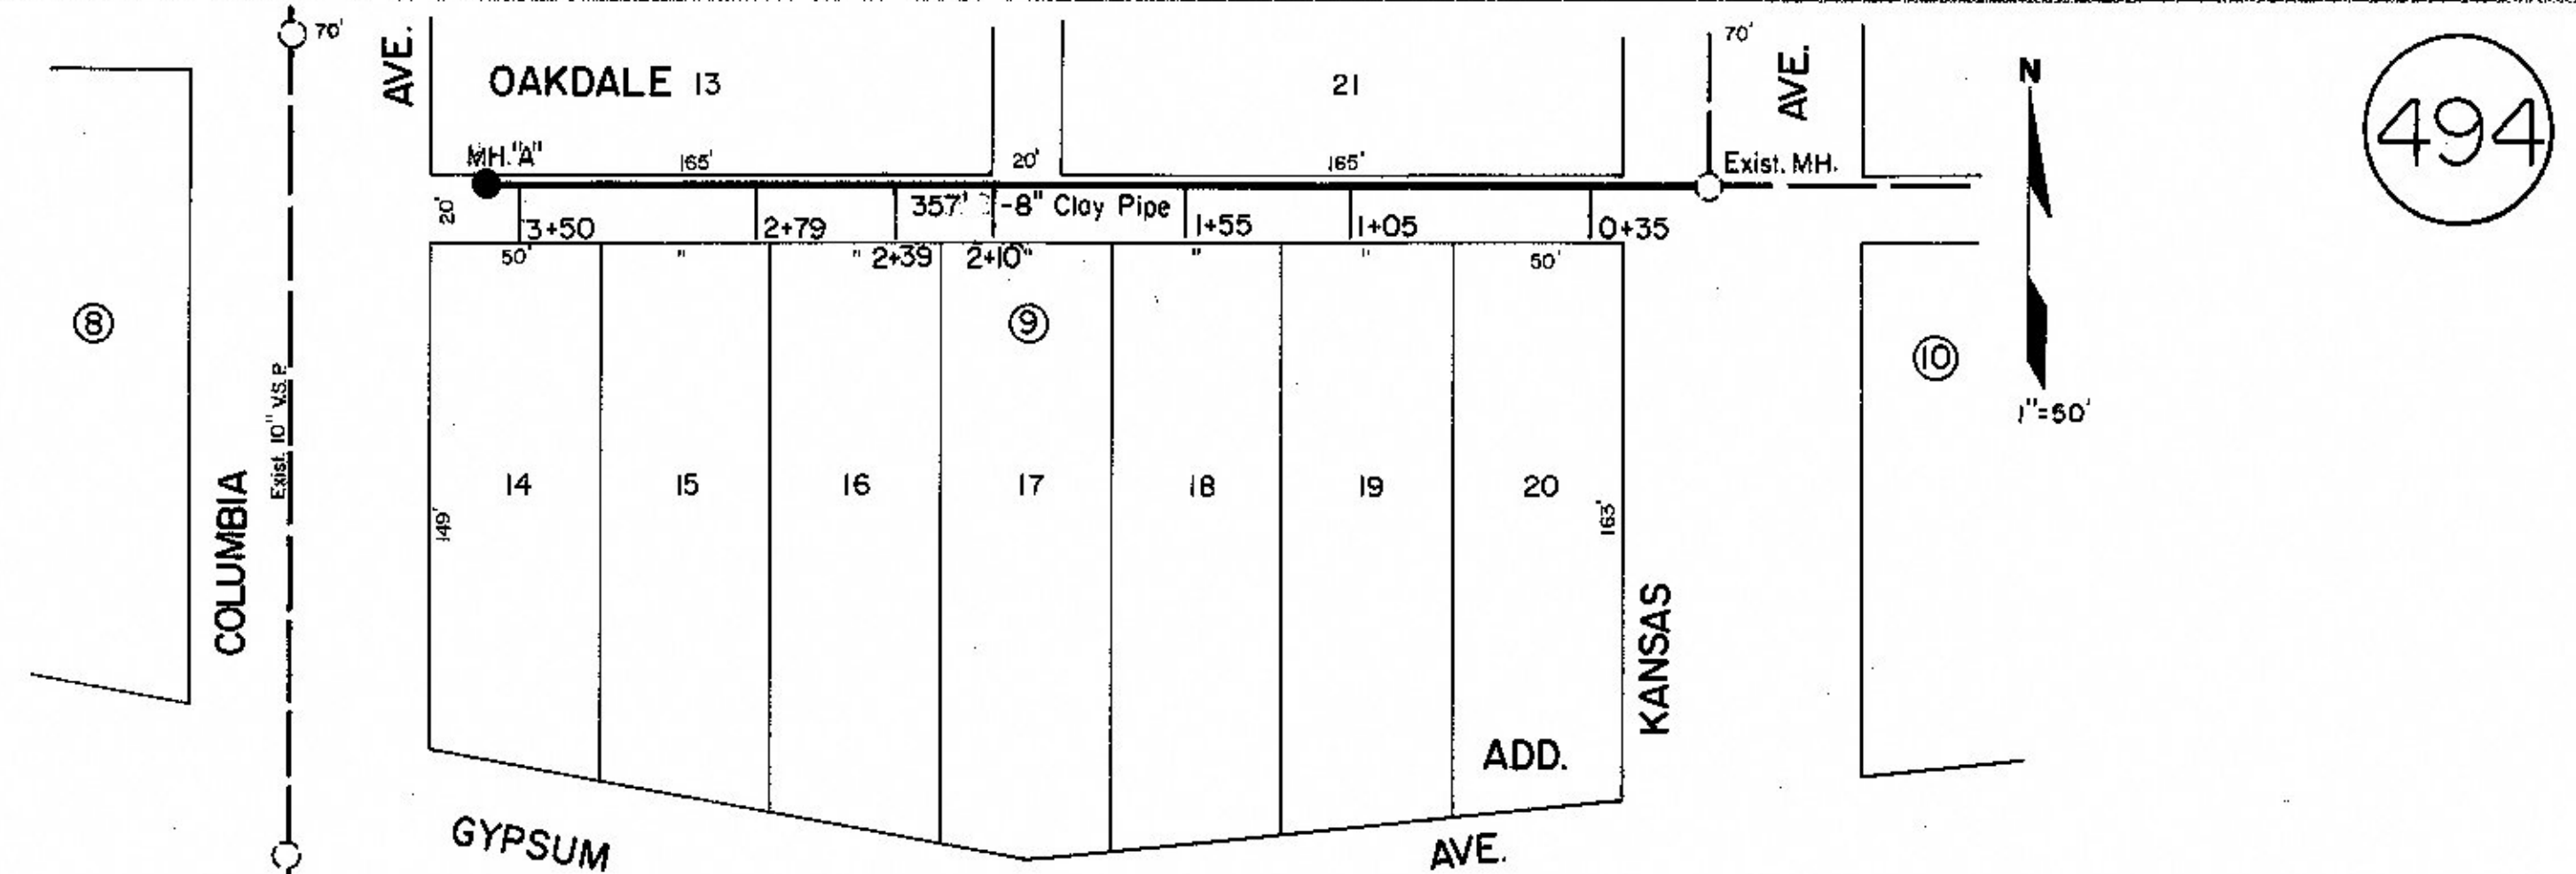 70'
AVE.
OAKDALE 13
21
70'
AVE.
N
494
MH."A"
165'
20'
165'
Exist. MH.
20'
357' -8" Clay Pipe
3+50
2+79
1+55
1+05
0+35
50'
"
"
2+39
2+10
"
"
"
50'
8
9
10
1"=50'
Exist. 10" V.S.P.
COLUMBIA
14
15
16
17
18
19
20
149'
163'
KANSAS
ADD.
GYPSUM
AVE.